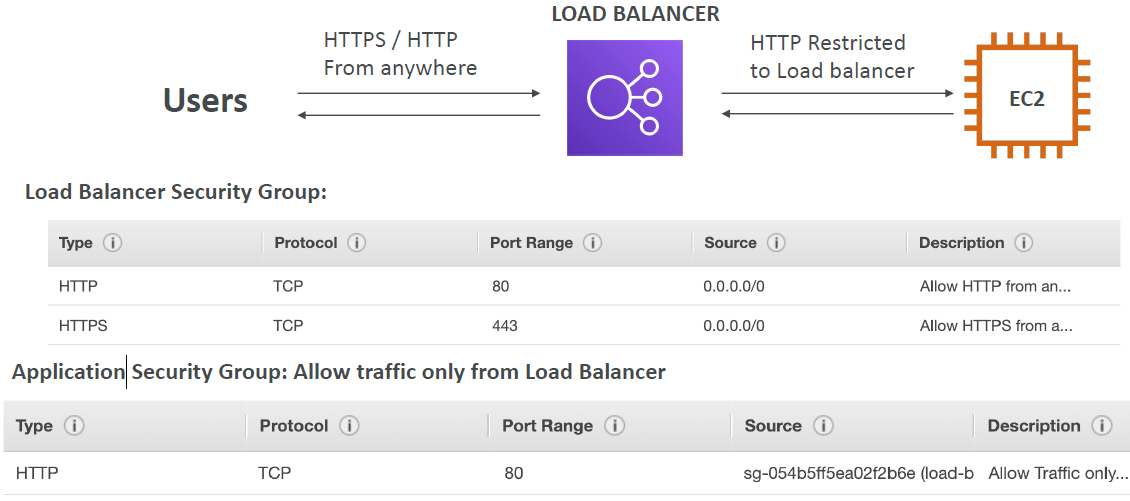 LOAD BALANCER
HTTPS / HTTP
From anywhere
HTTP Restricted
to Load balancer
Users
EC2
Load Balancer Security Group:
Type Protocol Port Range Source Description
HTTP TCP 80 0.0.0.0/0 Allow HTTP from an...
HTTPS TCP 443 0.0.0.0/0 Allow HTTPS from a...
Application Security Group: Allow traffic only from Load Balancer
Type Protocol Port Range Source Description
HTTP TCP 80 sg-054b5ff5ea02f2b6e (load-b Allow Traffic only...